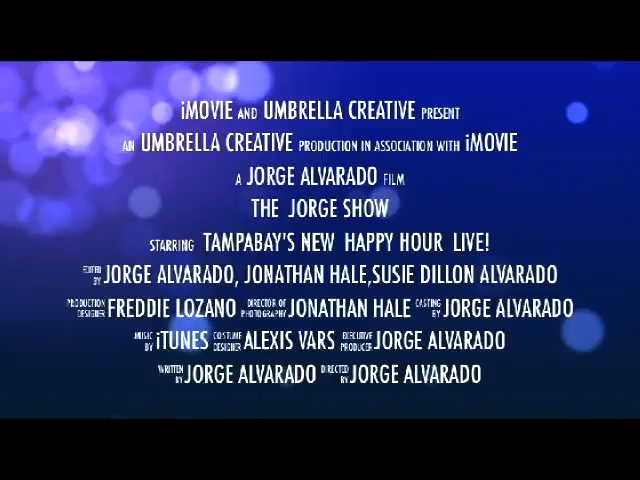 iMOVIE AND UMBRELLA CREATIVE PRESENT
AN UMBRELLA CREATIVE PRODUCTION IN ASSOCIATION WITH iMOVIE
A JORGE ALVARADO FILM
THE JORGE SHOW
STARRING TAMPABAY'S NEW HAPPY HOUR LIVE!
EDITED BY JORGE ALVARADO, JONATHAN HALE,SUSIE DILLON ALVARADO
PRODUCTION DESIGNER FREDDIE LOZANO DIRECTOR OF PHOTOGRAPHY JONATHAN HALE CASTING BY JORGE ALVARADO
MUSIC BY iTUNES COSTUME DESIGNER ALEXIS VARS EXECUTIVE PRODUCER JORGE ALVARADO
WRITTEN BY JORGE ALVARADO DIRECTED BY JORGE ALVARADO